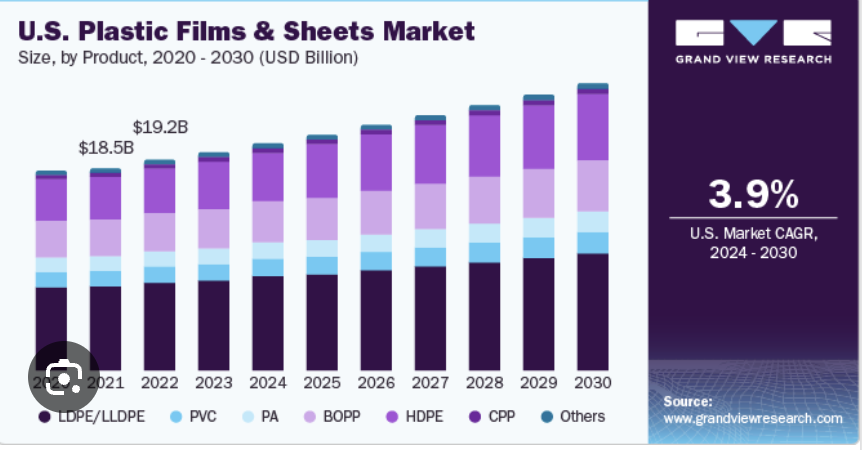 U.S. Plastic Films & Sheets Market
Size, by Product, 2020 - 2030 (USD Billion)
$18.5B
$19.2B
2020 2021 2022 2023 2024 2025 2026 2027 2028 2029 2030
LDPE/LLDPE PVC PA BOPP HDPE CPP Others
GRAND VIEW RESEARCH
3.9%
U.S. Market CAGR,
2024 - 2030
Source:
www.grandviewresearch.com